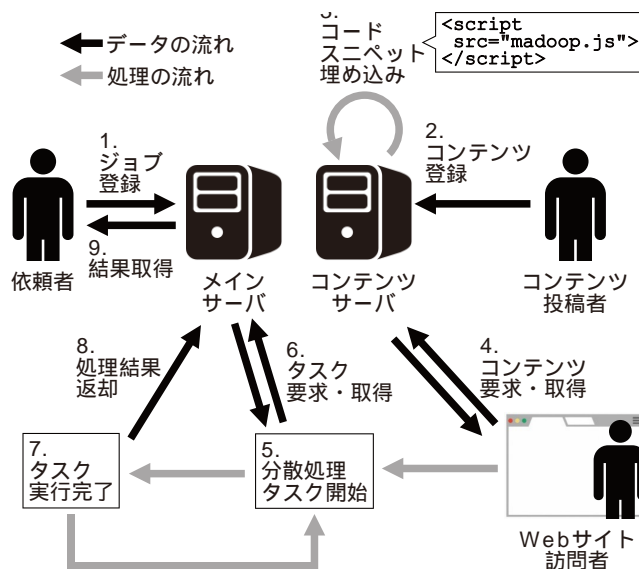 データの流れ
処理の流れ
3.
コード
スニペット
埋め込み
<script
src="madoop.js">
</script>
1.
ジョブ
登録
2.
コンテンツ
登録
9.
結果取得
依頼者
メイン
サーバ
コンテンツ
サーバ
コンテンツ
投稿者
8.
処理結果
返却
6.
タスク
要求・取得
4.
コンテンツ
要求・取得
7.
タスク
実行完了
5.
分散処理
タスク開始
Webサイト
訪問者